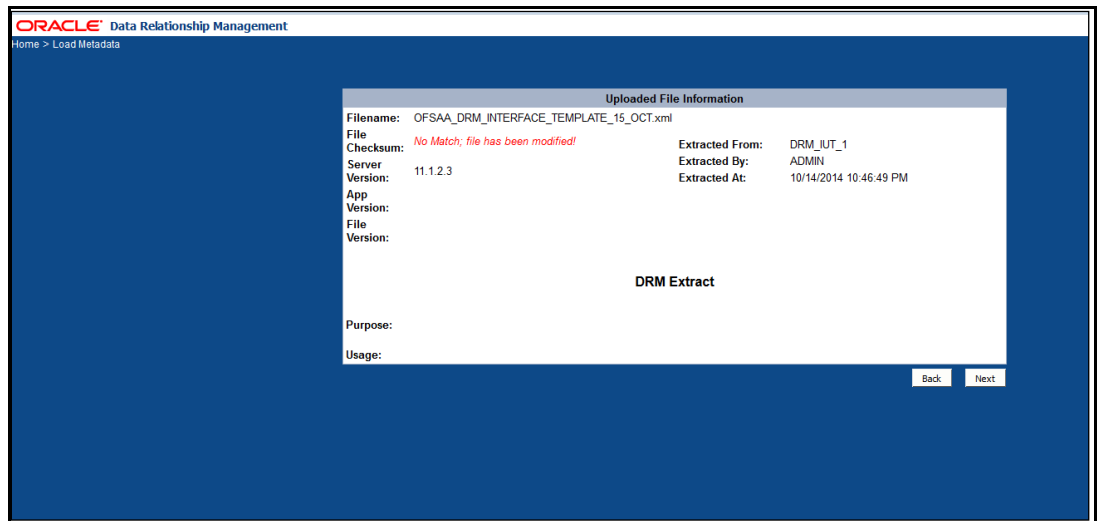 ORACLE® Data Relationship Management
Home > Load Metadata
Uploaded File Information
Filename: OFSAA_DRM_INTERFACE_TEMPLATE_15_OCT.xml
File Checksum: No Match; file has been modified!
Server Version: 11.1.2.3
App Version:
File Version:
Extracted From: DRM_IUT_1
Extracted By: ADMIN
Extracted At: 10/14/2014 10:46:49 PM
DRM Extract
Purpose:
Usage:
Back Next